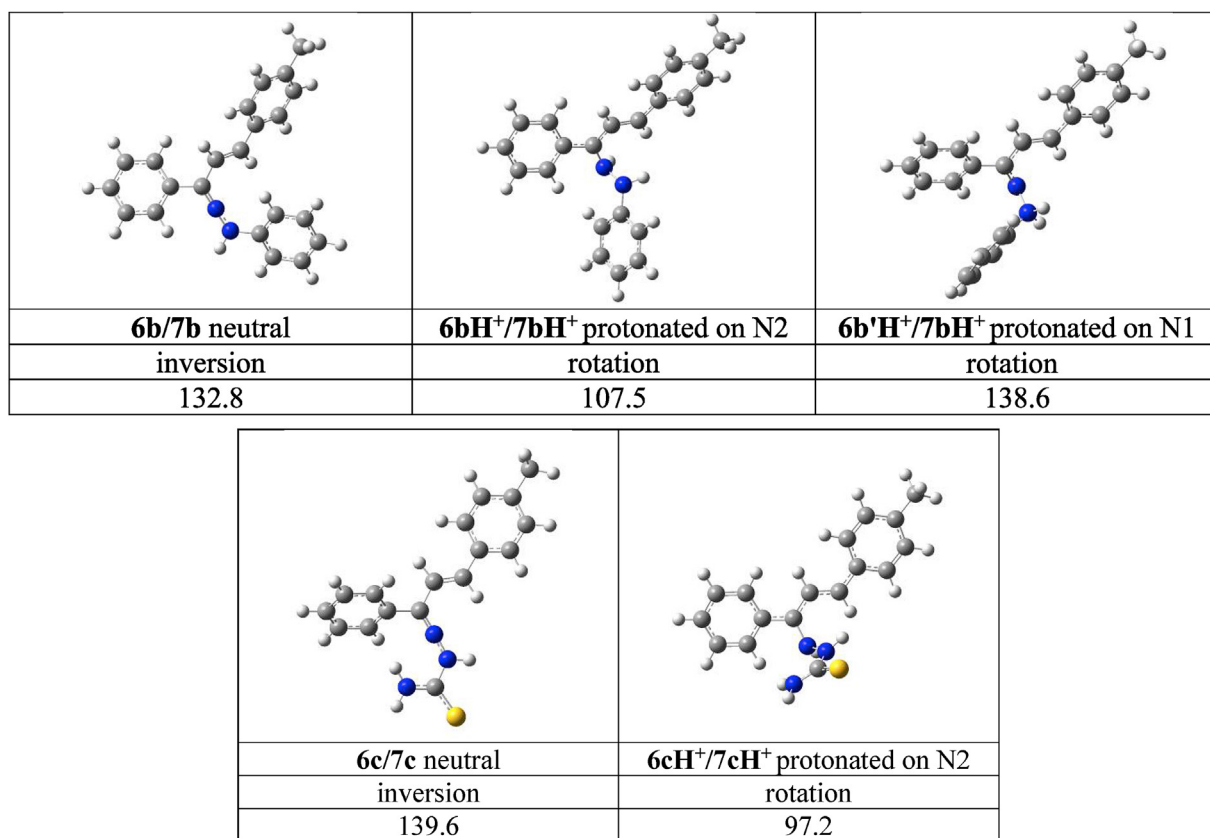 6b/7b neutral
6bH⁺/7bH⁺ protonated on N2
6b'H⁺/7bH⁺ protonated on N1
inversion
rotation
rotation
132.8
107.5
138.6
6c/7c neutral
6cH⁺/7cH⁺ protonated on N2
inversion
rotation
139.6
97.2